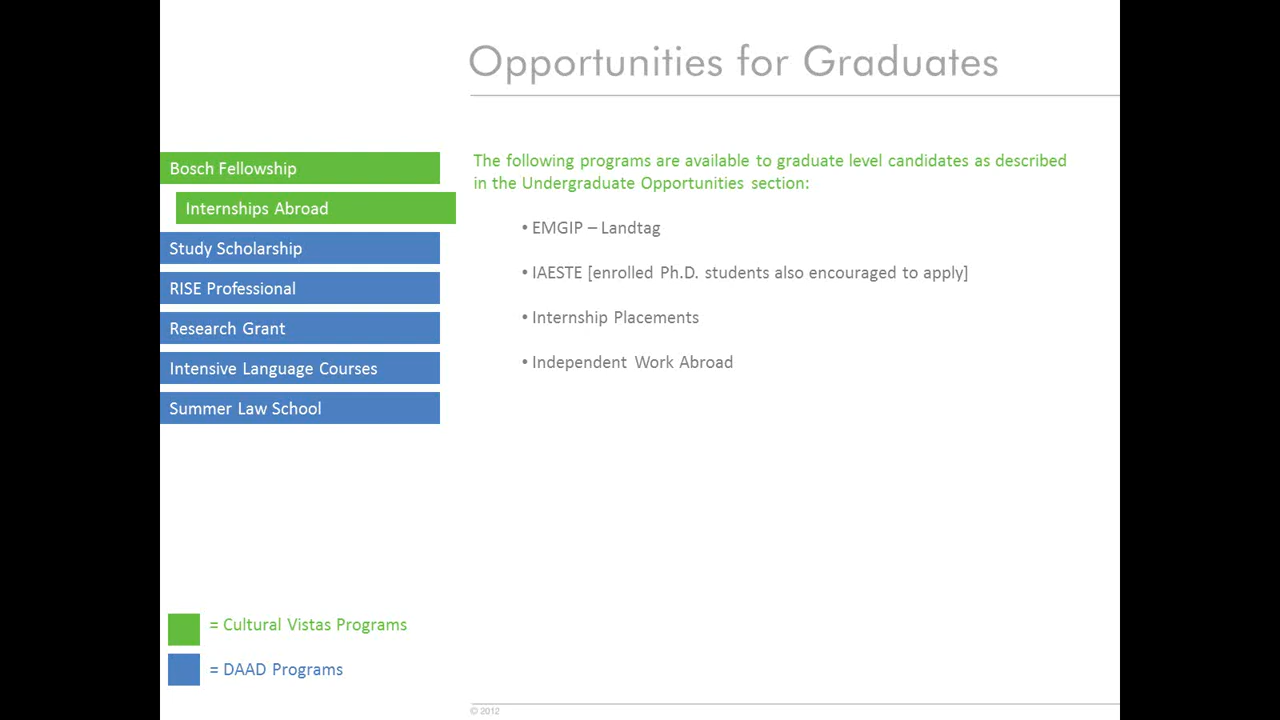 Opportunities for Graduates
Bosch Fellowship
Internships Abroad
Study Scholarship
RISE Professional
Research Grant
Intensive Language Courses
Summer Law School
The following programs are available to graduate level candidates as described
in the Undergraduate Opportunities section:
• EMGIP – Landtag
• IAESTE [enrolled Ph.D. students also encouraged to apply]
• Internship Placements
• Independent Work Abroad
= Cultural Vistas Programs
= DAAD Programs
© 2012